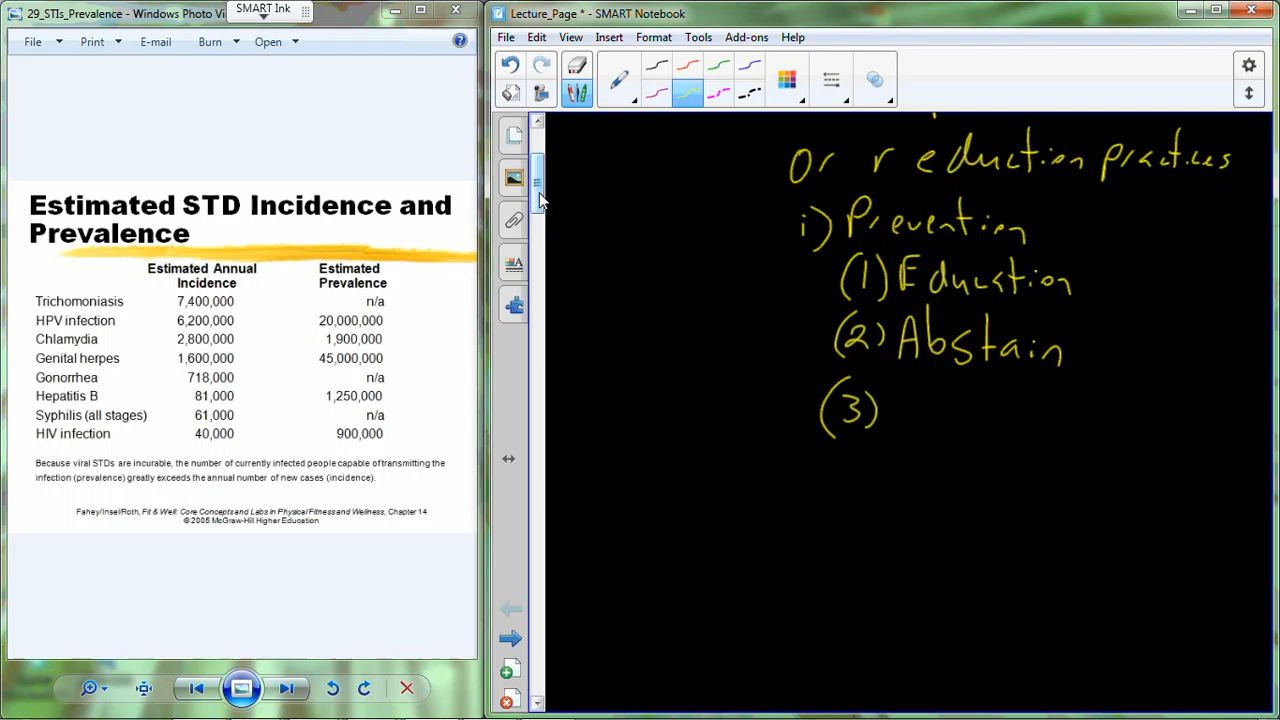 29_STIs_Prevalence - Windows Photo Vi
SMART Ink
File Print E-mail Burn Open
Estimated STD Incidence and
Prevalence
Estimated Annual Estimated
Incidence Prevalence
Trichomoniasis 7,400,000 n/a
HPV infection 6,200,000 20,000,000
Chlamydia 2,800,000 1,900,000
Genital herpes 1,600,000 45,000,000
Gonorrhea 718,000 n/a
Hepatitis B 81,000 1,250,000
Syphilis (all stages) 61,000 n/a
HIV infection 40,000 900,000
Because viral STDs are incurable, the number of currently infected people capable of transmitting the
infection (prevalence) greatly exceeds the annual number of new cases (incidence).
Fahey/Insel/Roth, Fit & Well: Core Concepts and Labs in Physical Fitness and Wellness, Chapter 14
© 2005 McGraw-Hill Higher Education
Lecture_Page * - SMART Notebook
File Edit View Insert Format Tools Add-ons Help
Or reduction practices
i) Prevention
(1) Education
(2) Abstain
(3)